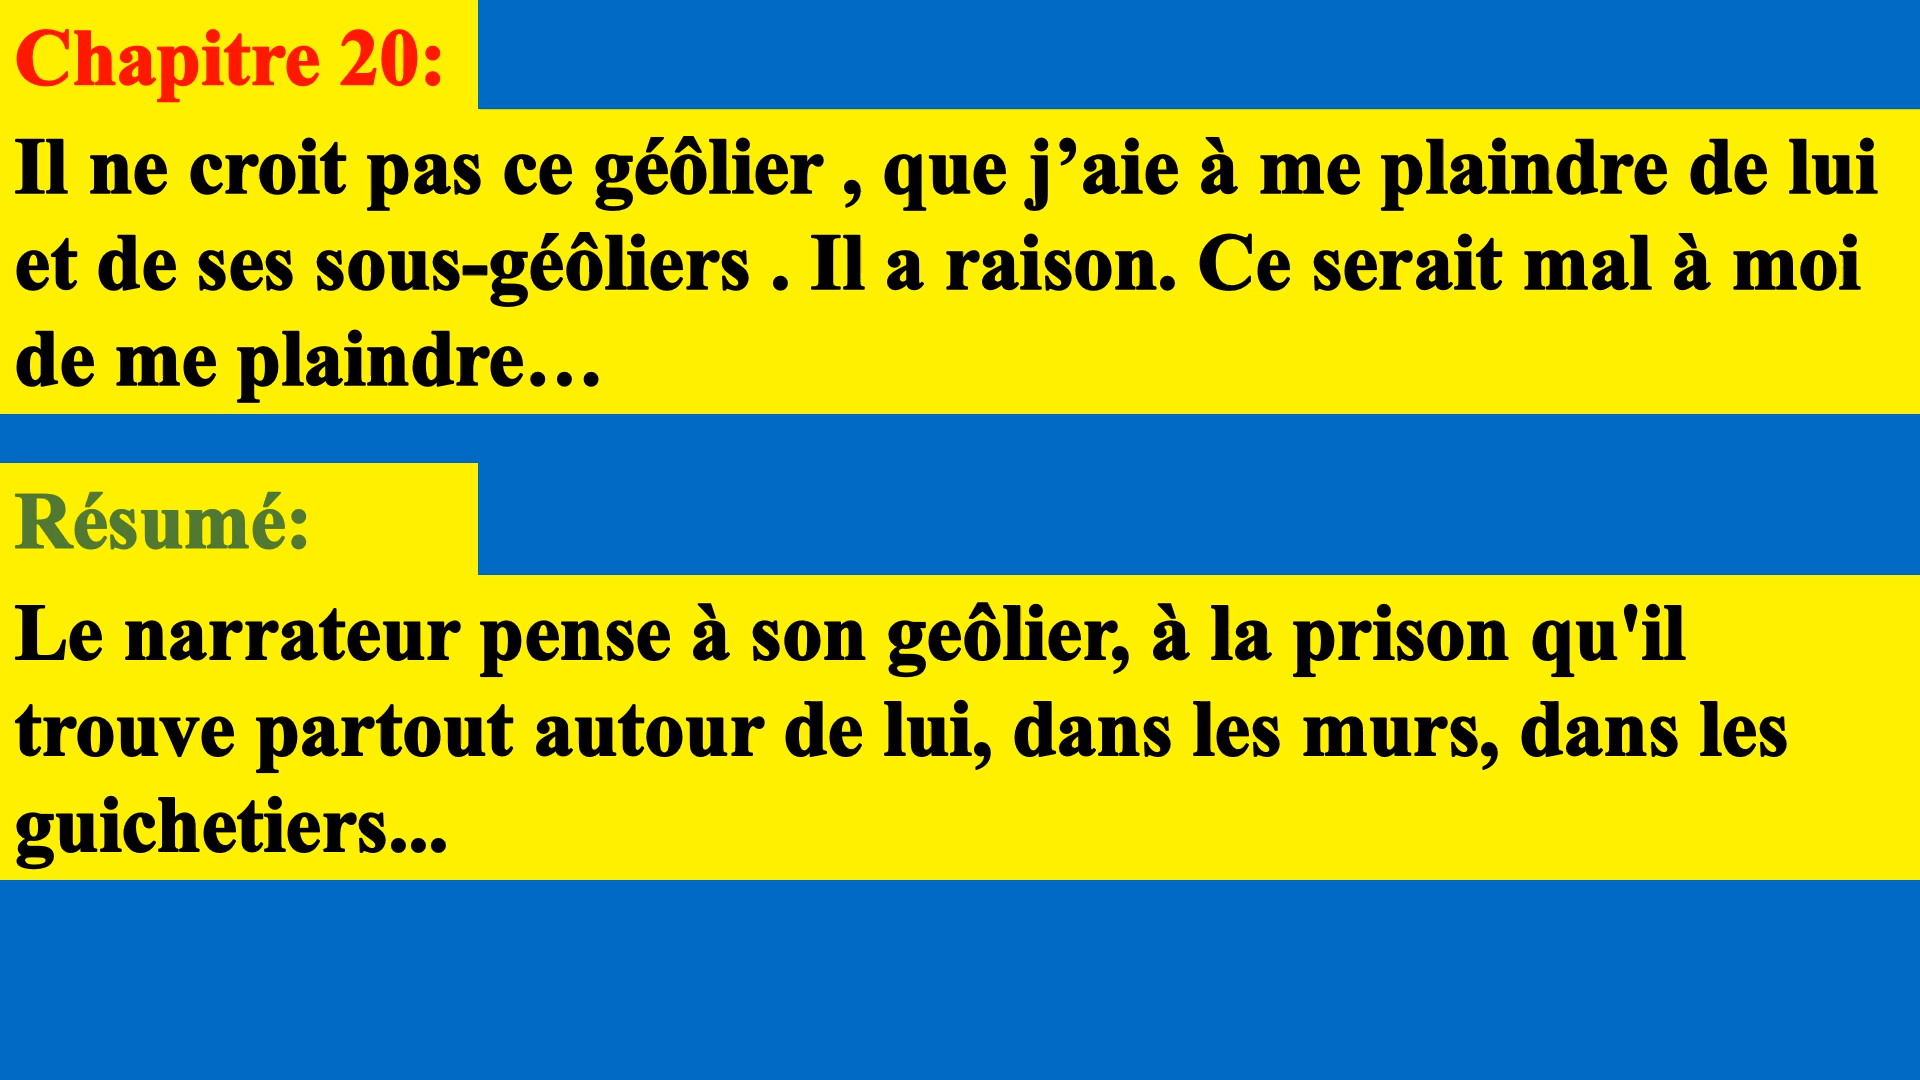 Chapitre 20:
Il ne croit pas ce géôlier , que j’aie à me plaindre de lui
et de ses sous-géôliers . Il a raison. Ce serait mal à moi
de me plaindre…
Résumé:
Le narrateur pense à son geôlier, à la prison qu'il
trouve partout autour de lui, dans les murs, dans les
guichetiers...